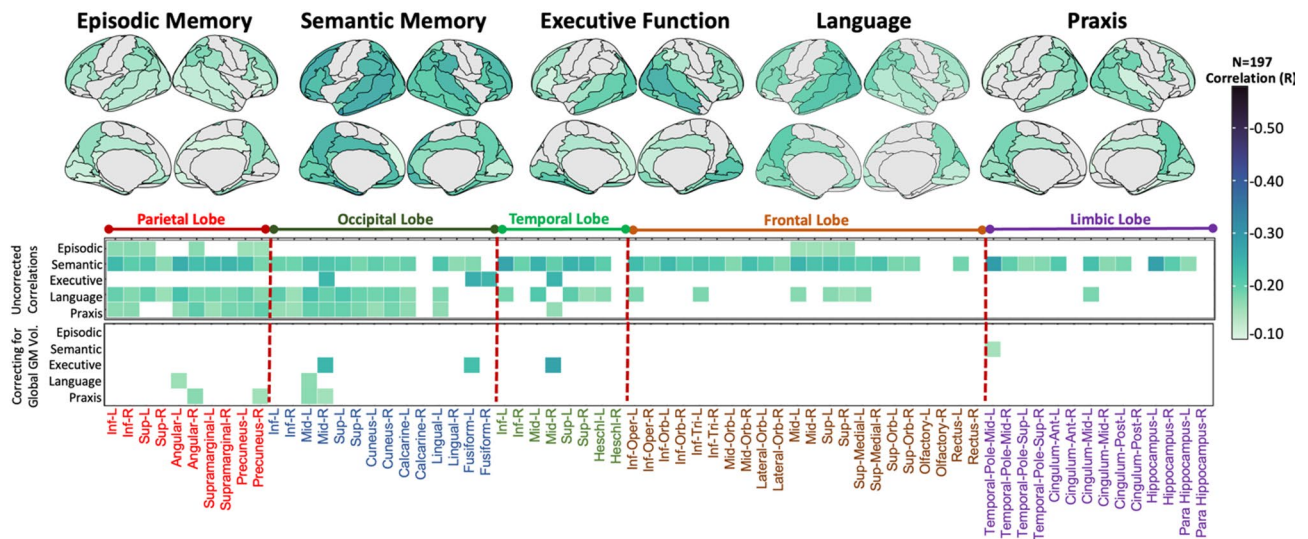 Episodic Memory
Semantic Memory
Executive Function
Language
Praxis
N=197
Correlation (R)
-0.50
-0.40
-0.30
-0.20
-0.10
Parietal Lobe
Occipital Lobe
Temporal Lobe
Frontal Lobe
Limbic Lobe
Uncorrected
Correlations
Episodic
Semantic
Executive
Language
Praxis
Correcting for
Global GM Vol.
Episodic
Semantic
Executive
Language
Praxis
Inf-L
Inf-R
Sup-L
Sup-R
Angular-L
Angular-R
Supramarginal-L
Supramarginal-R
Precuneus-L
Precuneus-R
Inf-L
Inf-R
Mid-L
Mid-R
Sup-L
Sup-R
Cuneus-L
Cuneus-R
Calcarine-L
Calcarine-R
Lingual-L
Lingual-R
Fusiform-L
Fusiform-R
Inf-L
Inf-R
Mid-L
Mid-R
Sup-L
Sup-R
Heschl-L
Heschl-R
Inf-Oper-L
Inf-Oper-R
Inf-Orb-L
Inf-Orb-R
Inf-Tri-L
Inf-Tri-R
Mid-Orb-L
Mid-Orb-R
Lateral-Orb-L
Lateral-Orb-R
Mid-L
Mid-R
Sup-L
Sup-R
Sup-Medial-L
Sup-Medial-R
Sup-Orb-L
Sup-Orb-R
Olfactory-L
Olfactory-R
Rectus-L
Rectus-R
Temporal-Pole-Mid-L
Temporal-Pole-Mid-R
Temporal-Pole-Sup-L
Temporal-Pole-Sup-R
Cingulum-Ant-L
Cingulum-Ant-R
Cingulum-Mid-L
Cingulum-Mid-R
Cingulum-Post-L
Cingulum-Post-R
Hippocampus-L
Hippocampus-R
Para Hippocampus-L
Para Hippocampus-R